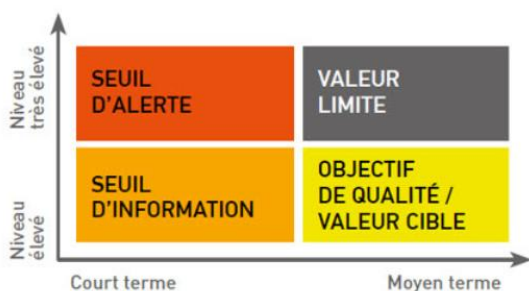 Niveau
très élevé
SEUIL
D'ALERTE
VALEUR
LIMITE
Niveau
élevé
SEUIL
D'INFORMATION
OBJECTIF
DE QUALITÉ /
VALEUR CIBLE
Court terme
Moyen terme